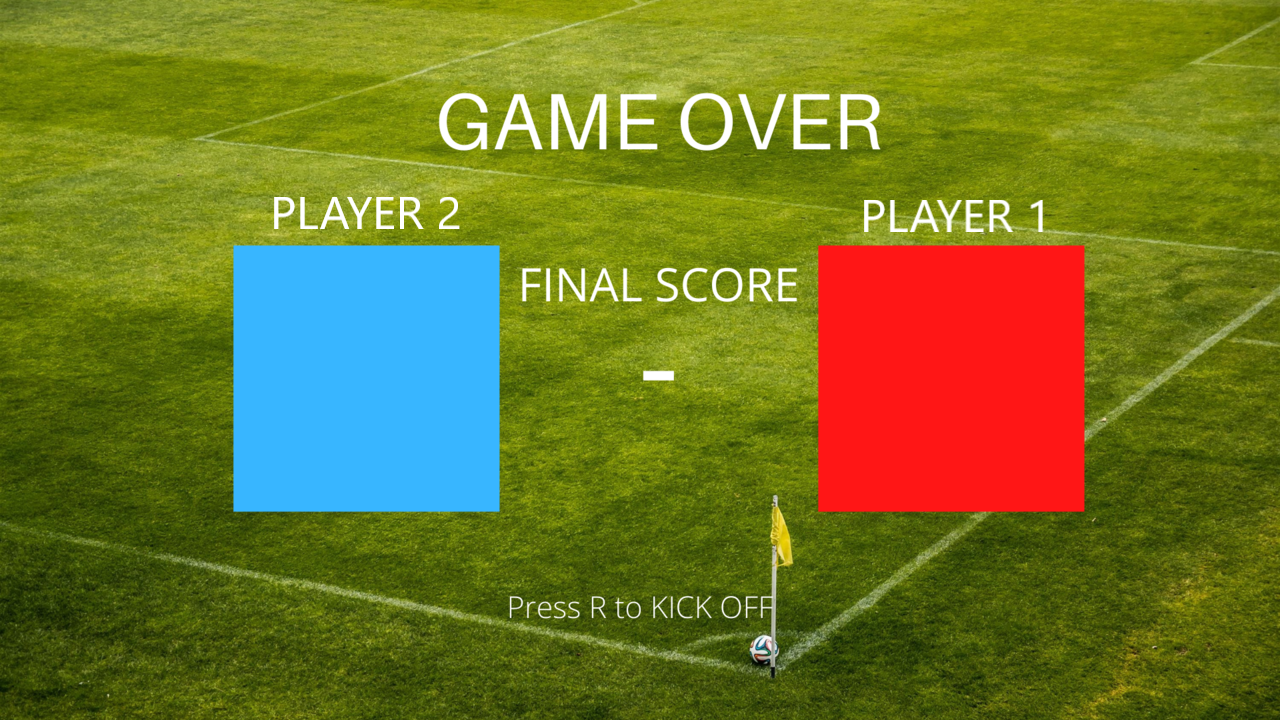 GAME OVER
PLAYER 2
PLAYER 1
FINAL SCORE
-
Press R to KICK OFF